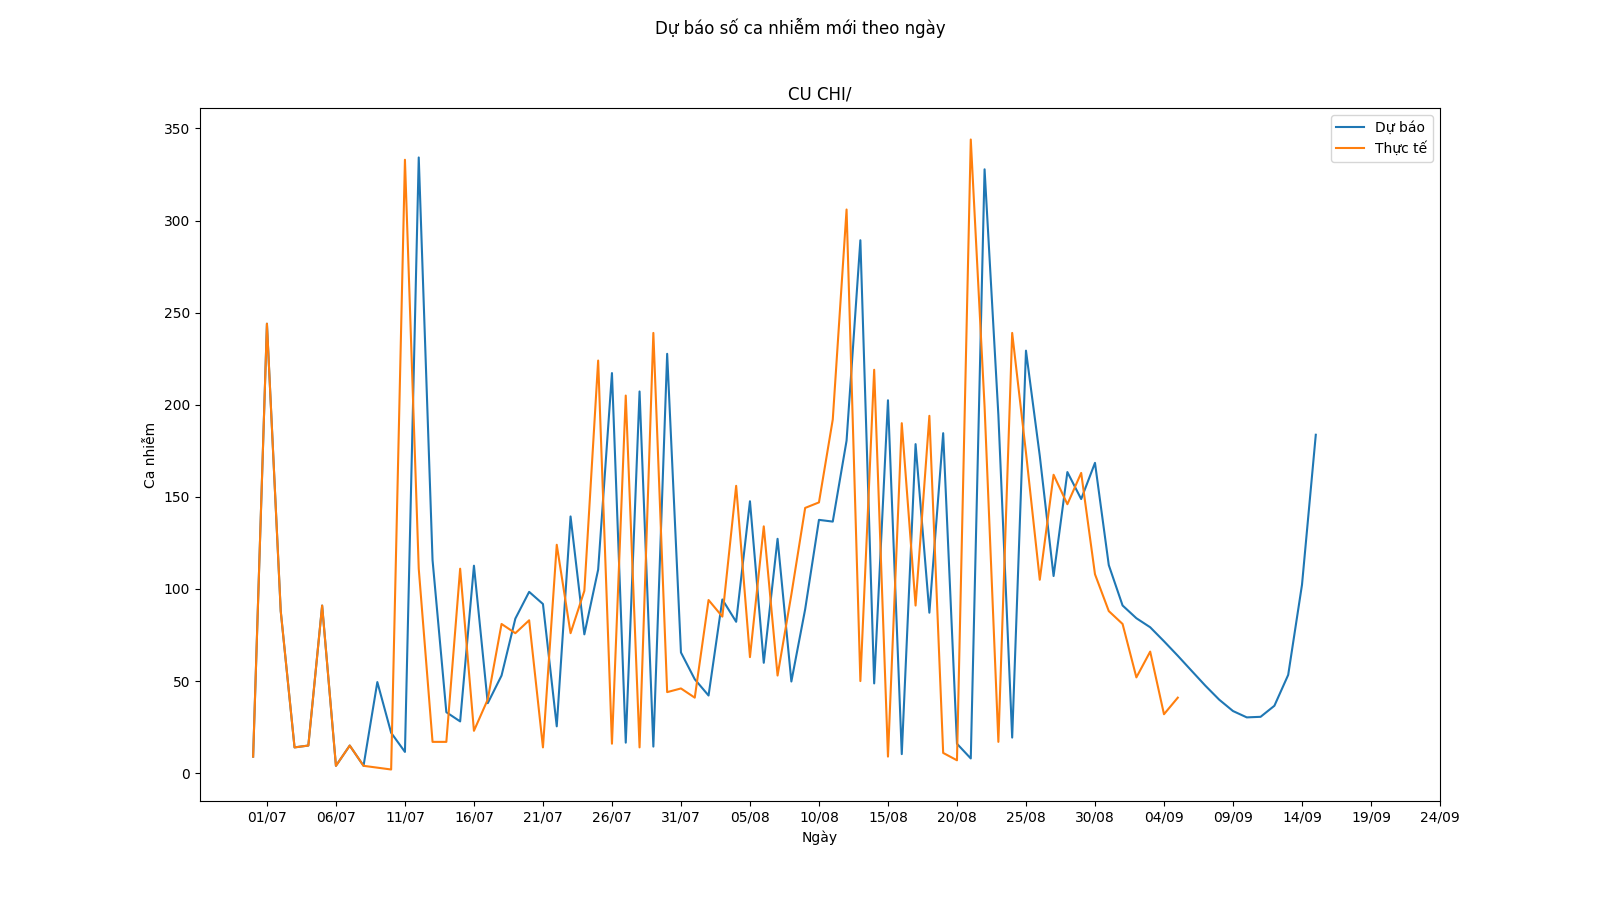 Dự báo số ca nhiễm mới theo ngày
CU CHI/
Dự báo
Thực tế
350
300
250
200
150
100
50
0
Ca nhiễm
01/07 06/07 11/07 16/07 21/07 26/07 31/07 05/08 10/08 15/08 20/08 25/08 30/08 04/09 09/09 14/09 19/09 24/09
Ngày